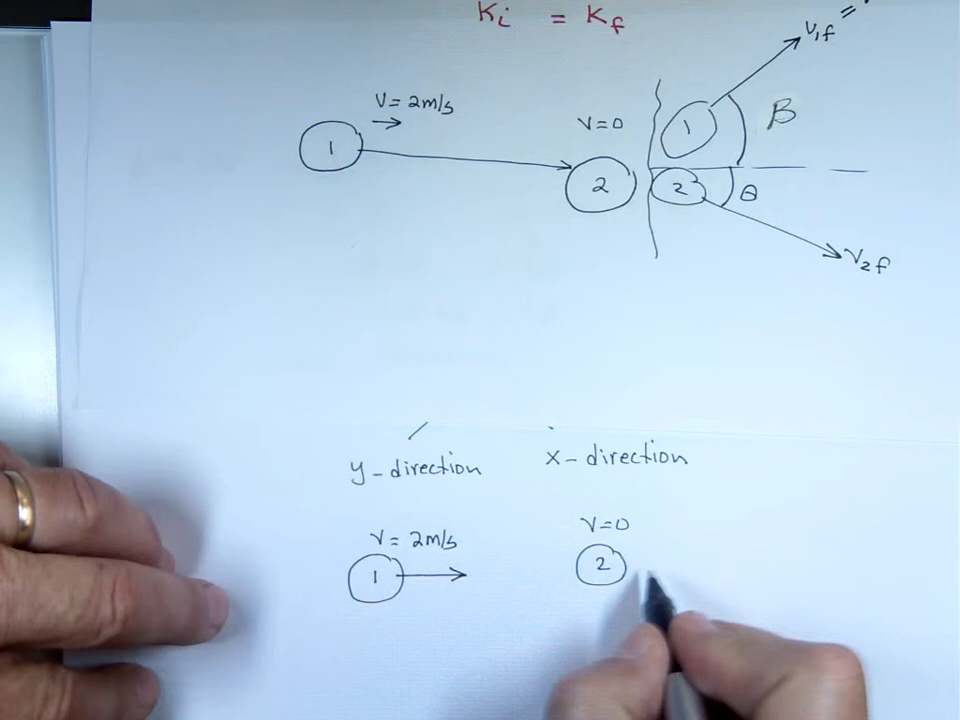 Ki = Kf
V1f =
V = 2m/s
V=0
β
1
1
2
2
θ
V2f
y-direction x-direction
V = 2m/s V=0
1 2